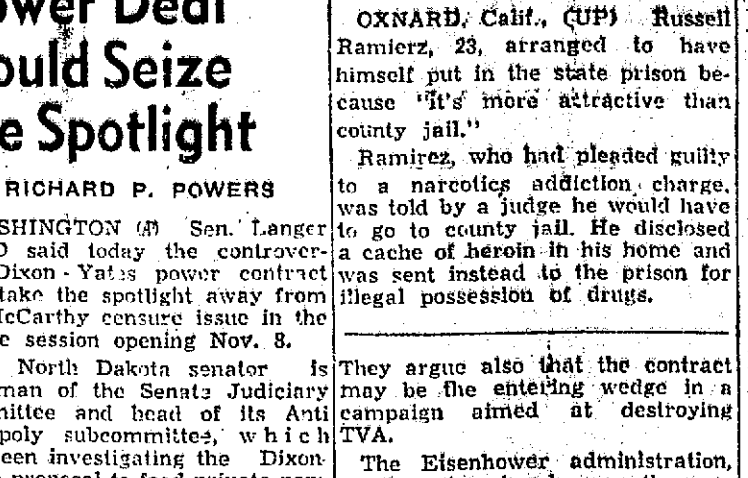 ower Deal
ould Seize
e Spotlight
RICHARD P. POWERS
SHINGTON (AP) Sen. Langer
D said today the controver-
Dixon-Yates power contract
take the spotlight away from
McCarthy censure issue in the
e session opening Nov. 8.
North Dakota senator is
man of the Senate Judiciary
mittee and head of its Anti
poly subcommittee, which
een investigating the Dixon-
OXNARD, Calif., (UP) Russell
Ramierz, 23, arranged to have
himself put in the state prison be-
cause "it's more attractive than
county jail."
Ramirez, who had pleaded guilty
to a narcotics addiction charge,
was told by a judge he would have
to go to county jail. He disclosed
a cache of heroin in his home and
was sent instead to the prison for
illegal possession of drugs.
They argue also that the contract
may be the entering wedge in a
campaign aimed at destroying
TVA.
The Eisenhower administration,